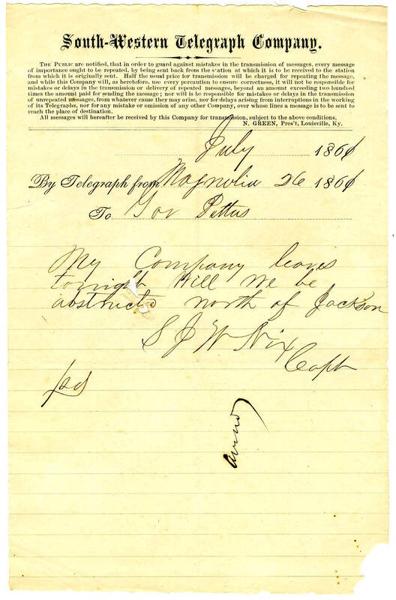 South-Western Telegraph Company.
THE PUBLIC are notified, that in order to guard against mistakes in the transmission of messages, every message
of importance ought to be repeated, by being sent back from the station at which it is to be received to the station
from which it is originally sent. Half the usual price for transmission will be charged for repeating the message,
and while this Company will, as heretofore, use every precaution to ensure correctness, it will not be responsible for
mistakes or delays in the transmission or delivery of repeated messages, beyond an amount exceeding two hundred
times the amount paid for sending the message; nor will it be responsible for mistakes or delays in the transmission
of unrepeated messages, from whatever cause they may arise, nor for delays arising from interruptions in the working
of its Telegraphs, nor for any mistake or omission of any other Company, over whose lines a message is to be sent to
reach the place of destination.
All messages will hereafter be received by this Company for transmission, subject to the above conditions.
N. GREEN, Pres't, Louisville, Ky.
July 1861
By Telegraph from Magnolia 26 1861
To Gov Pettus
My Company leaves
tonight Will we be
abstructd north of Jackson
S J W Nix
Capt